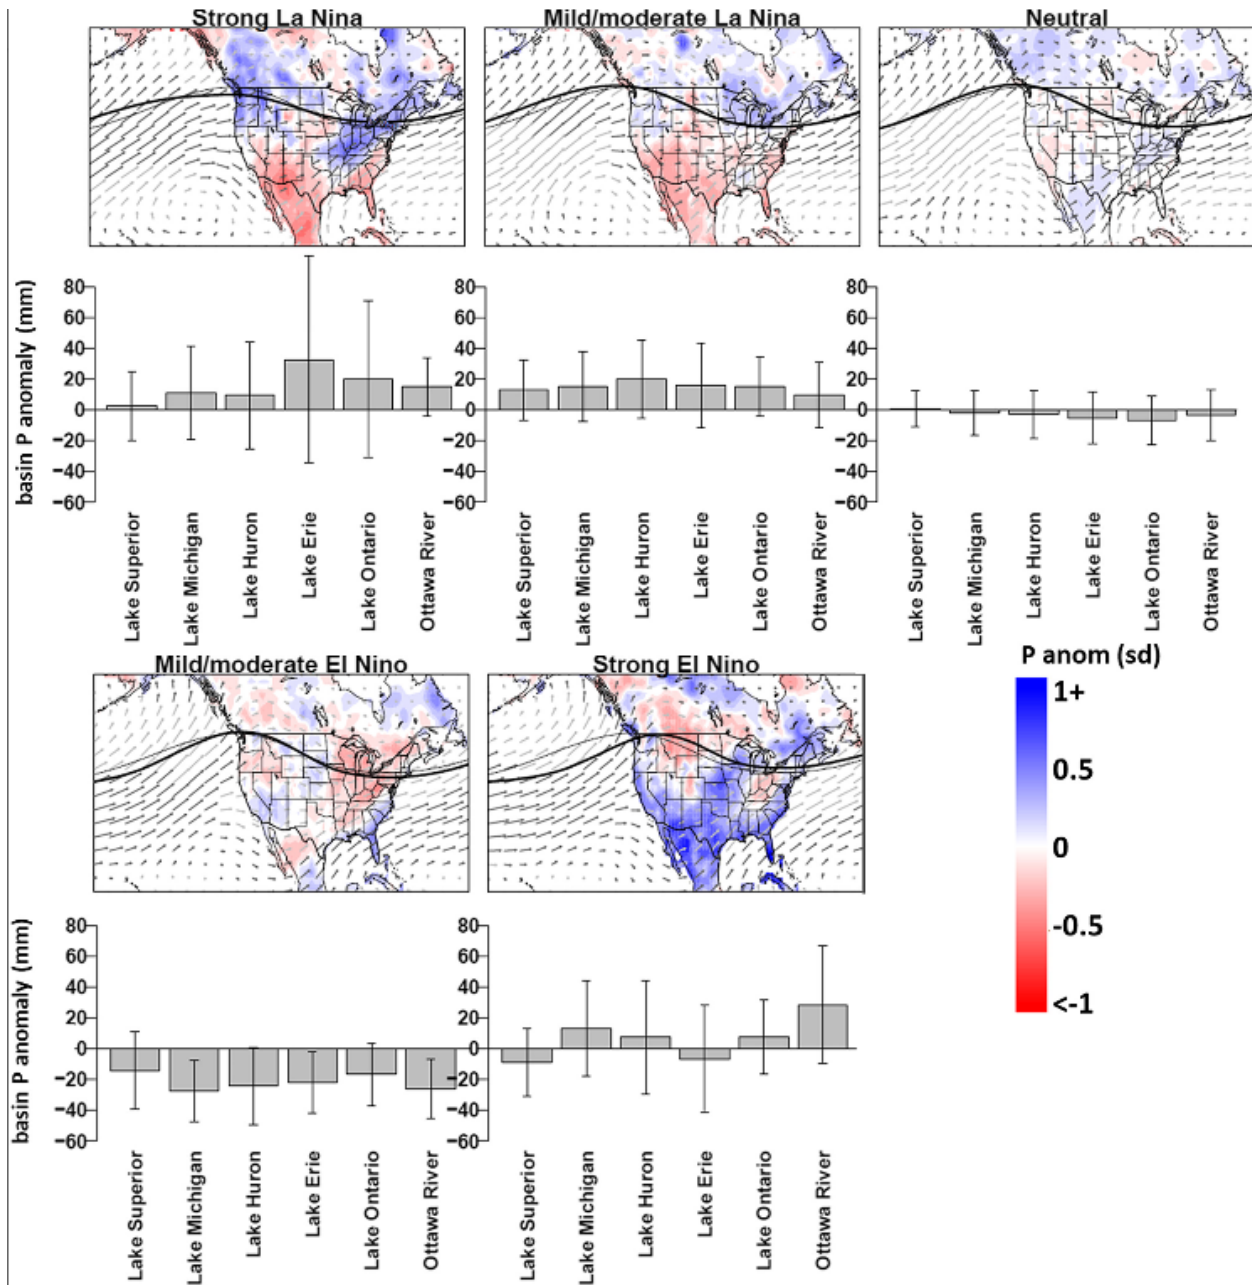 Strong La Nina
Mild/moderate La Nina
Neutral
basin P anomaly (mm)
80
60
40
20
0
−20
−40
−60
Lake Superior
Lake Michigan
Lake Huron
Lake Erie
Lake Ontario
Ottawa River
80
60
40
20
0
−20
−40
−60
Lake Superior
Lake Michigan
Lake Huron
Lake Erie
Lake Ontario
Ottawa River
80
60
40
20
0
−20
−40
−60
Lake Superior
Lake Michigan
Lake Huron
Lake Erie
Lake Ontario
Ottawa River
Mild/moderate El Nino
Strong El Nino
P anom (sd)
1+
0.5
0
-0.5
<-1
basin P anomaly (mm)
80
60
40
20
0
−20
−40
−60
Lake Superior
Lake Michigan
Lake Huron
Lake Erie
Lake Ontario
Ottawa River
80
60
40
20
0
−20
−40
−60
Lake Superior
Lake Michigan
Lake Huron
Lake Erie
Lake Ontario
Ottawa River